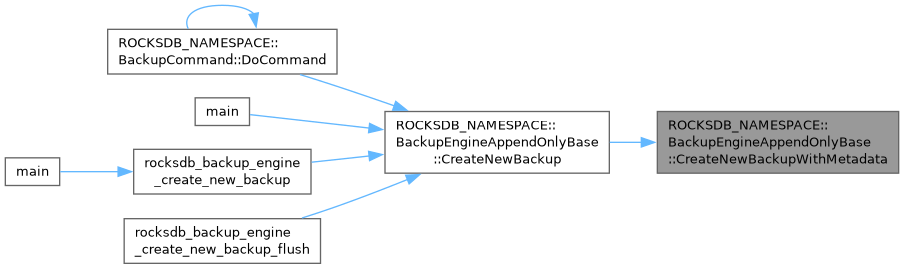 ROCKSDB_NAMESPACE::
BackupCommand::DoCommand
main
ROCKSDB_NAMESPACE::
BackupEngineAppendOnlyBase
::CreateNewBackup
ROCKSDB_NAMESPACE::
BackupEngineAppendOnlyBase
::CreateNewBackupWithMetadata
main
rocksdb_backup_engine
_create_new_backup
rocksdb_backup_engine
_create_new_backup_flush